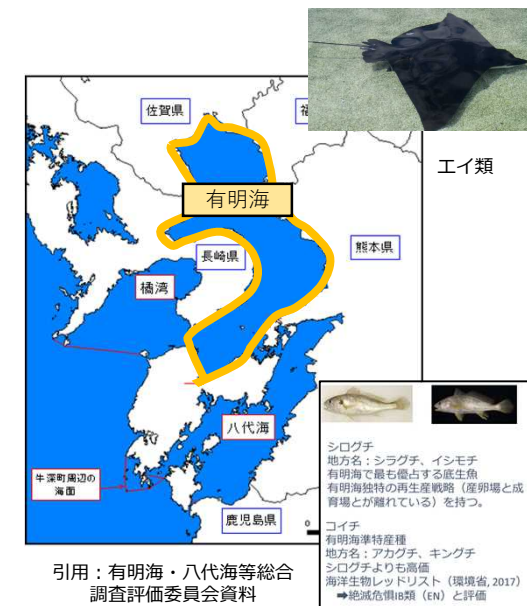 佐賀県
エイ類
有明海
熊本県
長崎県
橘湾
八代海
牛深町周辺の
海面
鹿児島県
0
シログチ
地方名：シラグチ、イシモチ
有明海で最も優占する底生魚
有明海独特の再生産戦略（産卵場と成
育場とが離れている）を持つ。
コイチ
有明海準特産種
地方名：アカグチ、キングチ
シログチよりも高価
海洋生物レッドリスト（環境省, 2017）
➡絶滅危惧IB類（EN）と評価
引用：有明海・八代海等総合
調査評価委員会資料